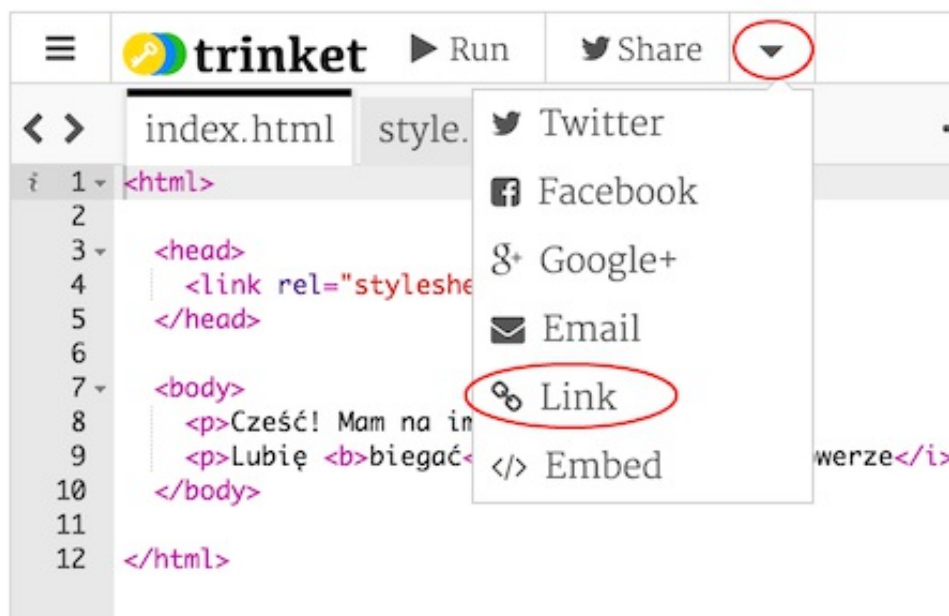 trinket Run Share
index.html style.
Twitter
Facebook
Google+
Email
Link
Embed
i 1 <html>
2
3 <head>
4 <link rel="styleshe
5 </head>
6
7 <body>
8 <p>Cześć! Mam na im
9 <p>Lubię <b>biegać< werze</i>
10 </body>
11
12 </html>